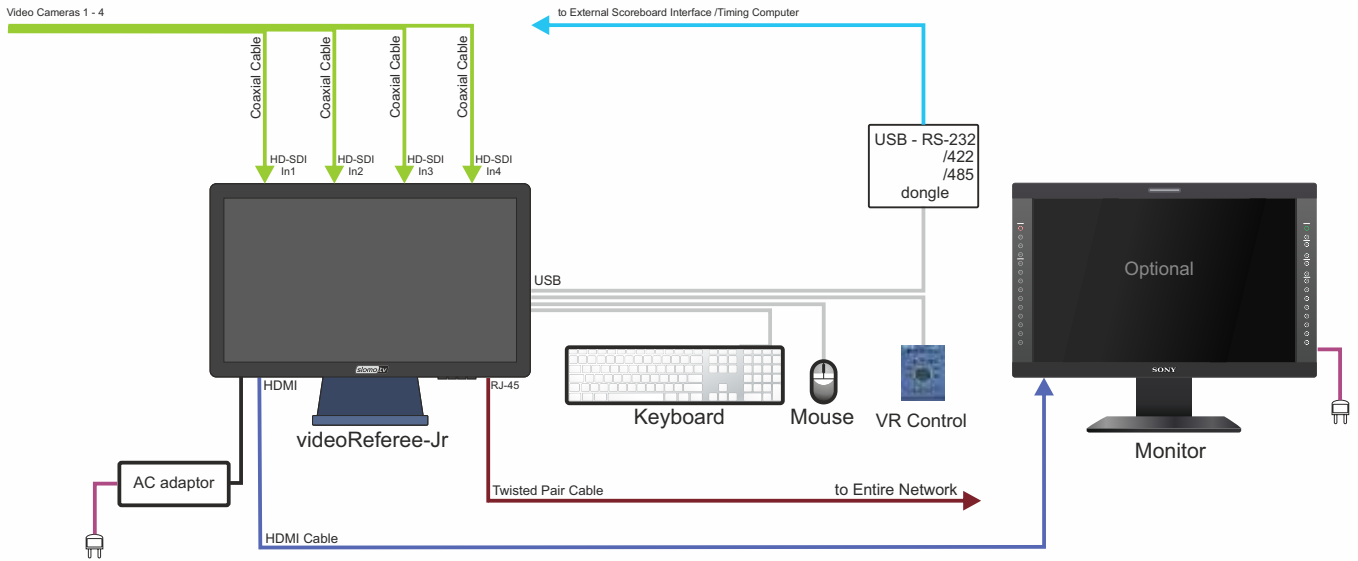 Video Cameras 1 - 4
to External Scoreboard Interface /Timing Computer
Coaxial Cable
Coaxial Cable
Coaxial Cable
Coaxial Cable
HD-SDI
In1
HD-SDI
In2
HD-SDI
In3
HD-SDI
In4
USB - RS-232
/422
/485
dongle
USB
Optional
slomo.tv
SONY
HDMI
RJ-45
videoReferee-Jr
Keyboard
Mouse
VR Control
Monitor
AC adaptor
Twisted Pair Cable
to Entire Network
HDMI Cable